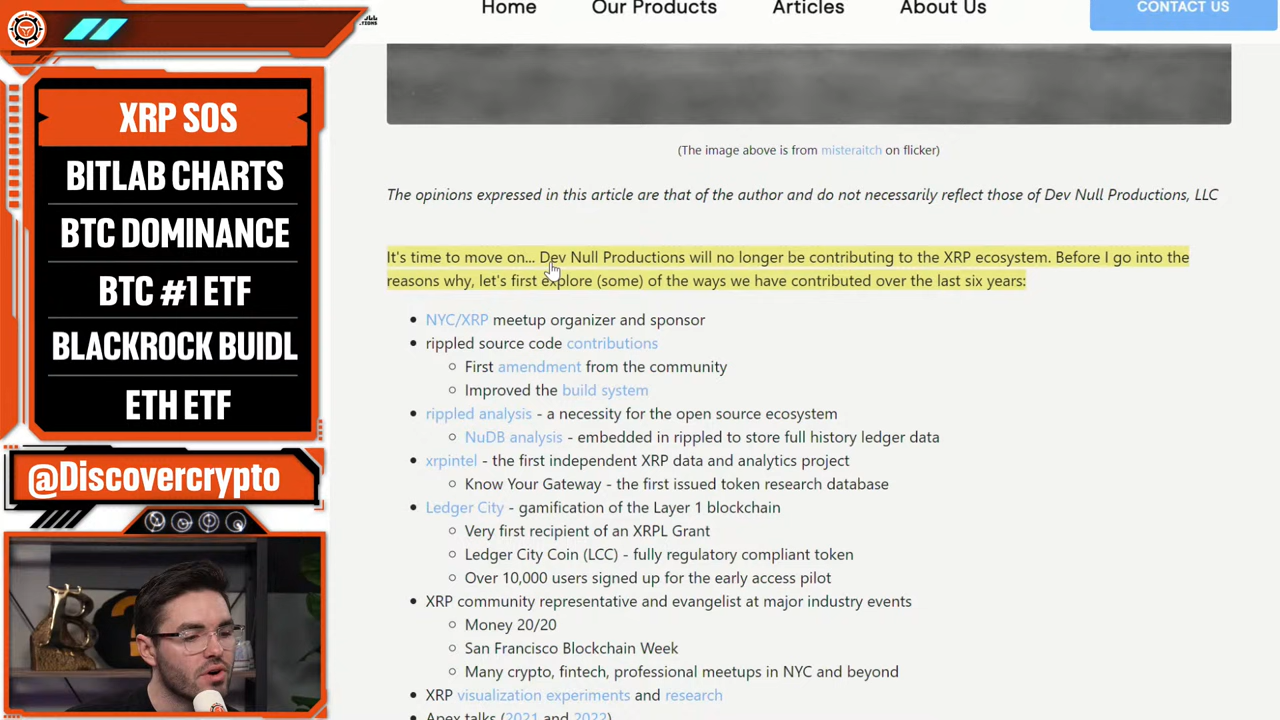 Home Our Products Articles About Us CONTACT US
XRP SOS
BITLAB CHARTS
BTC DOMINANCE
BTC #1 ETF
BLACKROCK BUIDL
ETH ETF
@Discovercrypto
(The image above is from misteraitch on flicker)
The opinions expressed in this article are that of the author and do not necessarily reflect those of Dev Null Productions, LLC
It's time to move on... Dev Null Productions will no longer be contributing to the XRP ecosystem. Before I go into the
reasons why, let's first explore (some) of the ways we have contributed over the last six years:
• NYC/XRP meetup organizer and sponsor
• rippled source code contributions
○ First amendment from the community
○ Improved the build system
• rippled analysis - a necessity for the open source ecosystem
○ NuDB analysis - embedded in rippled to store full history ledger data
• xrpintel - the first independent XRP data and analytics project
○ Know Your Gateway - the first issued token research database
• Ledger City - gamification of the Layer 1 blockchain
○ Very first recipient of an XRPL Grant
○ Ledger City Coin (LCC) - fully regulatory compliant token
○ Over 10,000 users signed up for the early access pilot
• XRP community representative and evangelist at major industry events
○ Money 20/20
○ San Francisco Blockchain Week
○ Many crypto, fintech, professional meetups in NYC and beyond
• XRP visualization experiments and research
• Apex talks (2021 and 2022)